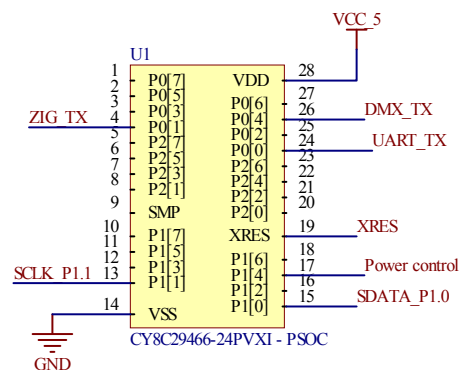 VCC_5
U1
1 P0[7] VDD 28
2 P0[5] P0[6] 27
3 P0[3] P0[4] 26 DMX_TX
ZIG_TX 4 P0[1] P0[2] 25
5 P2[7] P0[0] 24 UART_TX
6 P2[5] P2[6] 23
7 P2[3] P2[4] 22
8 P2[1] P2[2] 21
9 SMP P2[0] 20
10 P1[7] XRES 19 XRES
11 P1[5] P1[6] 18
12 P1[3] P1[4] 17 Power control
SCLK_P1.1 13 P1[1] P1[2] 16
14 VSS P1[0] 15 SDATA_P1.0
CY8C29466-24PVXI - PSOC
GND